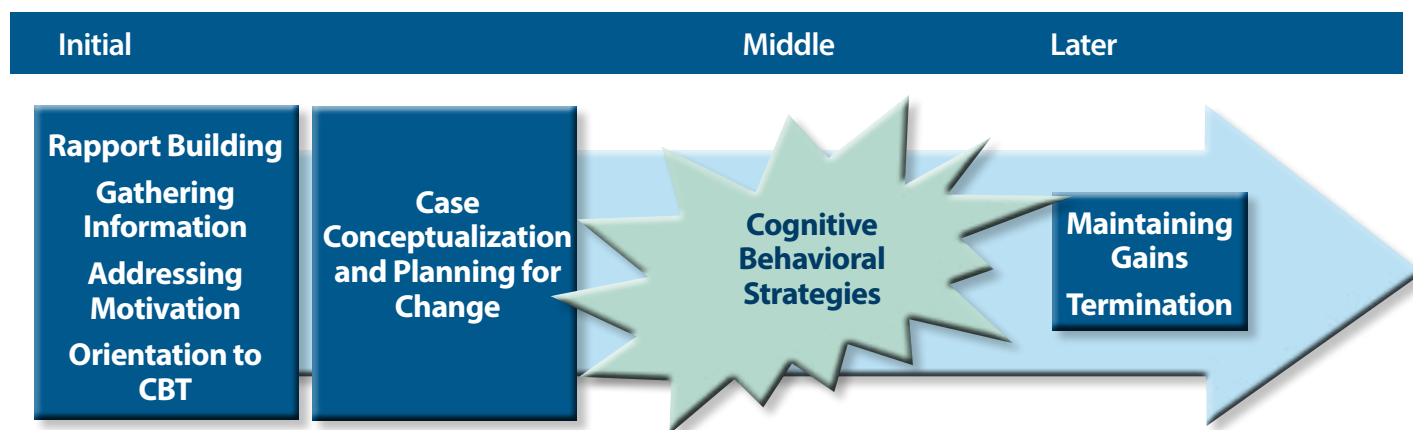 Initial
Middle
Later
Rapport Building
Gathering
Information
Addressing
Motivation
Orientation to
CBT
Case
Conceptualization
and Planning for
Change
Cognitive
Behavioral
Strategies
Maintaining
Gains
Termination